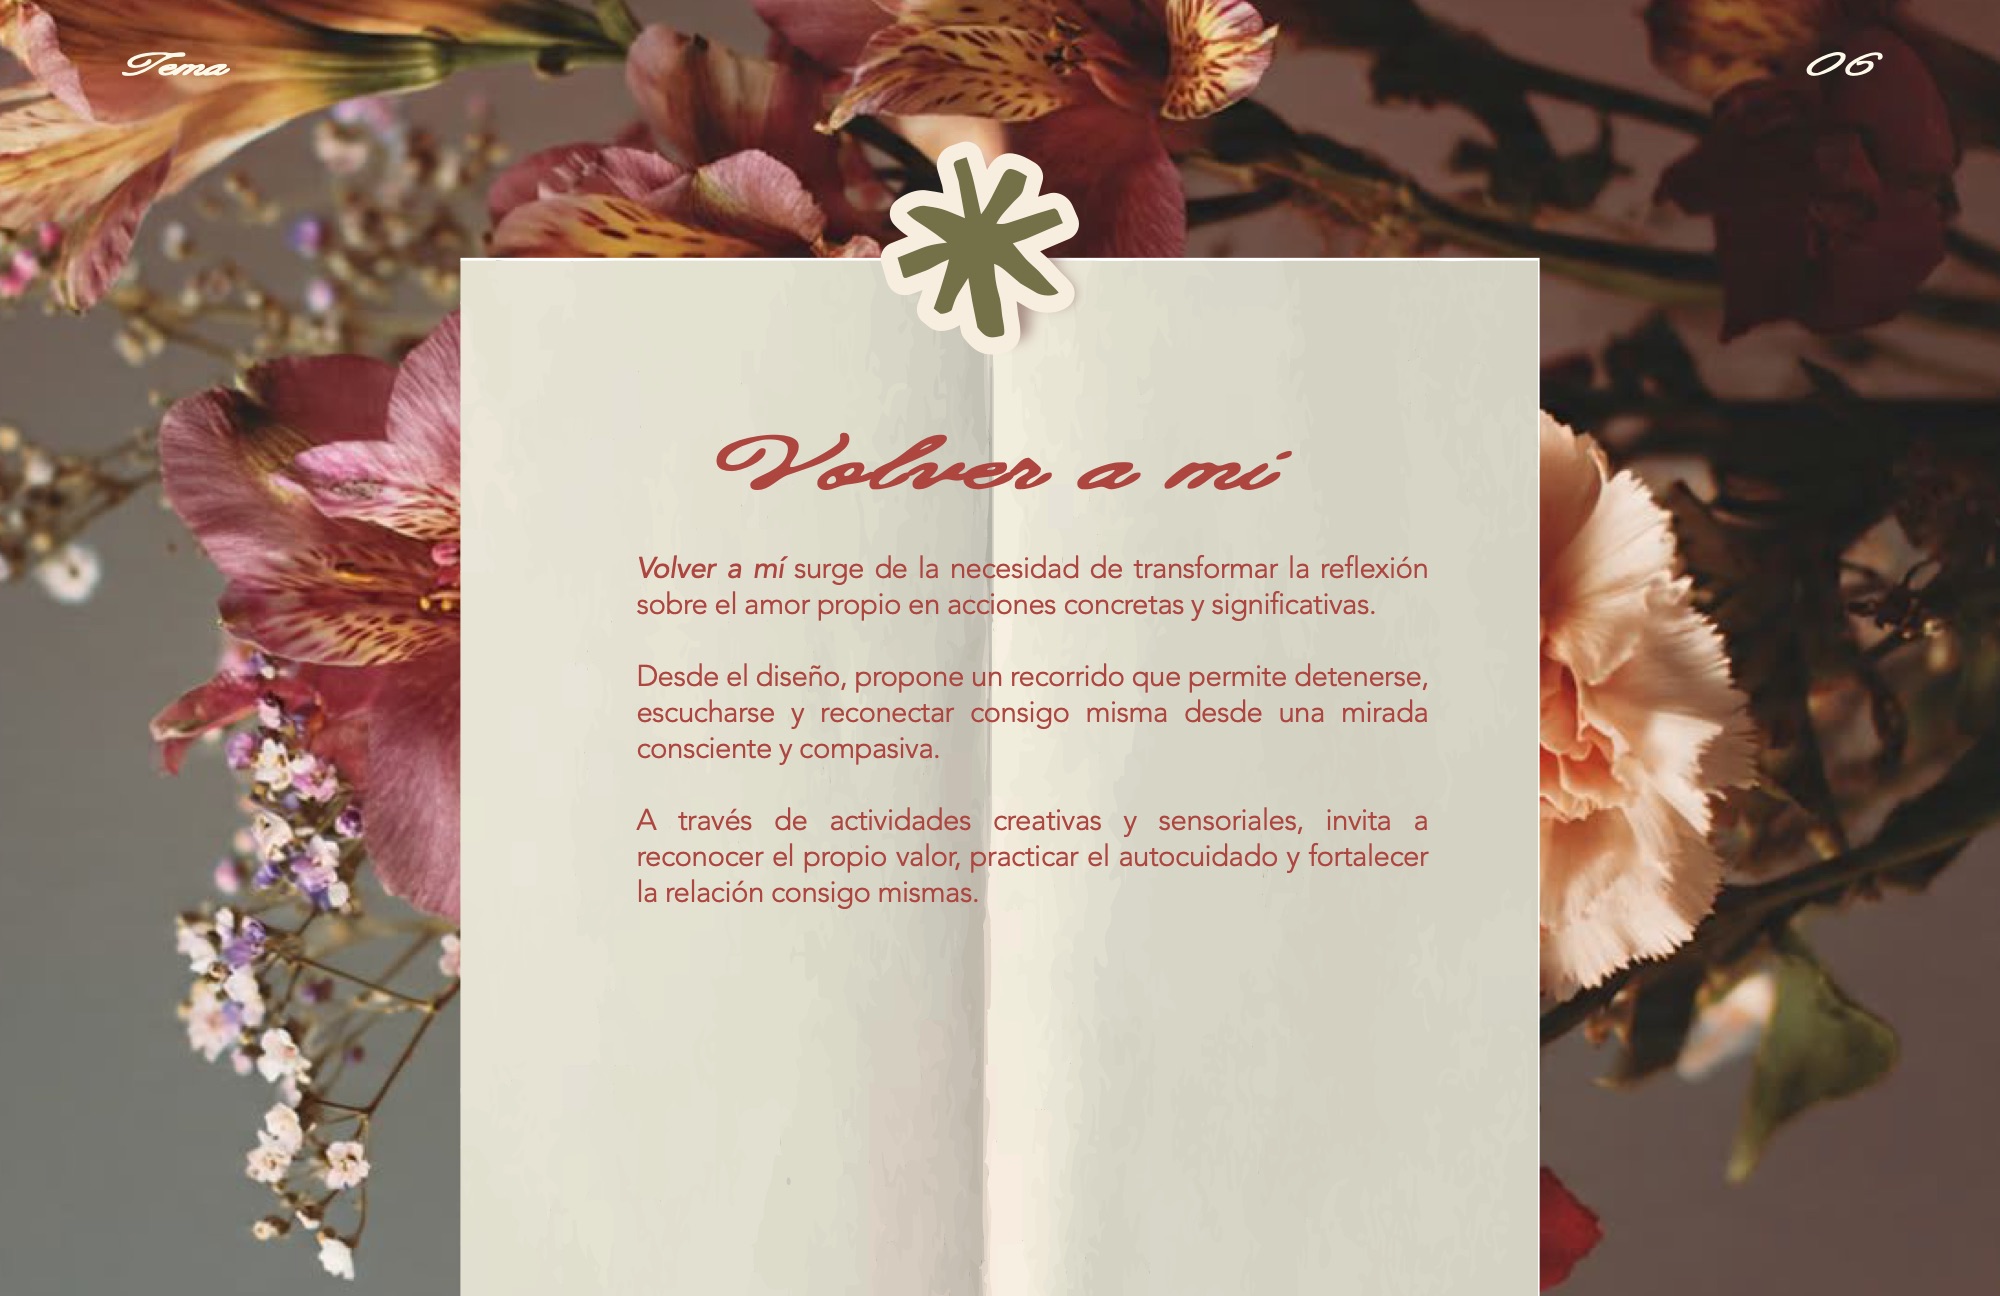 Tema
06
Volver a mí
Volver a mí surge de la necesidad de transformar la reflexión
sobre el amor propio en acciones concretas y significativas.
Desde el diseño, propone un recorrido que permite detenerse,
escucharse y reconectar consigo misma desde una mirada
consciente y compasiva.
A través de actividades creativas y sensoriales, invita a
reconocer el propio valor, practicar el autocuidado y fortalecer
la relación consigo mismas.